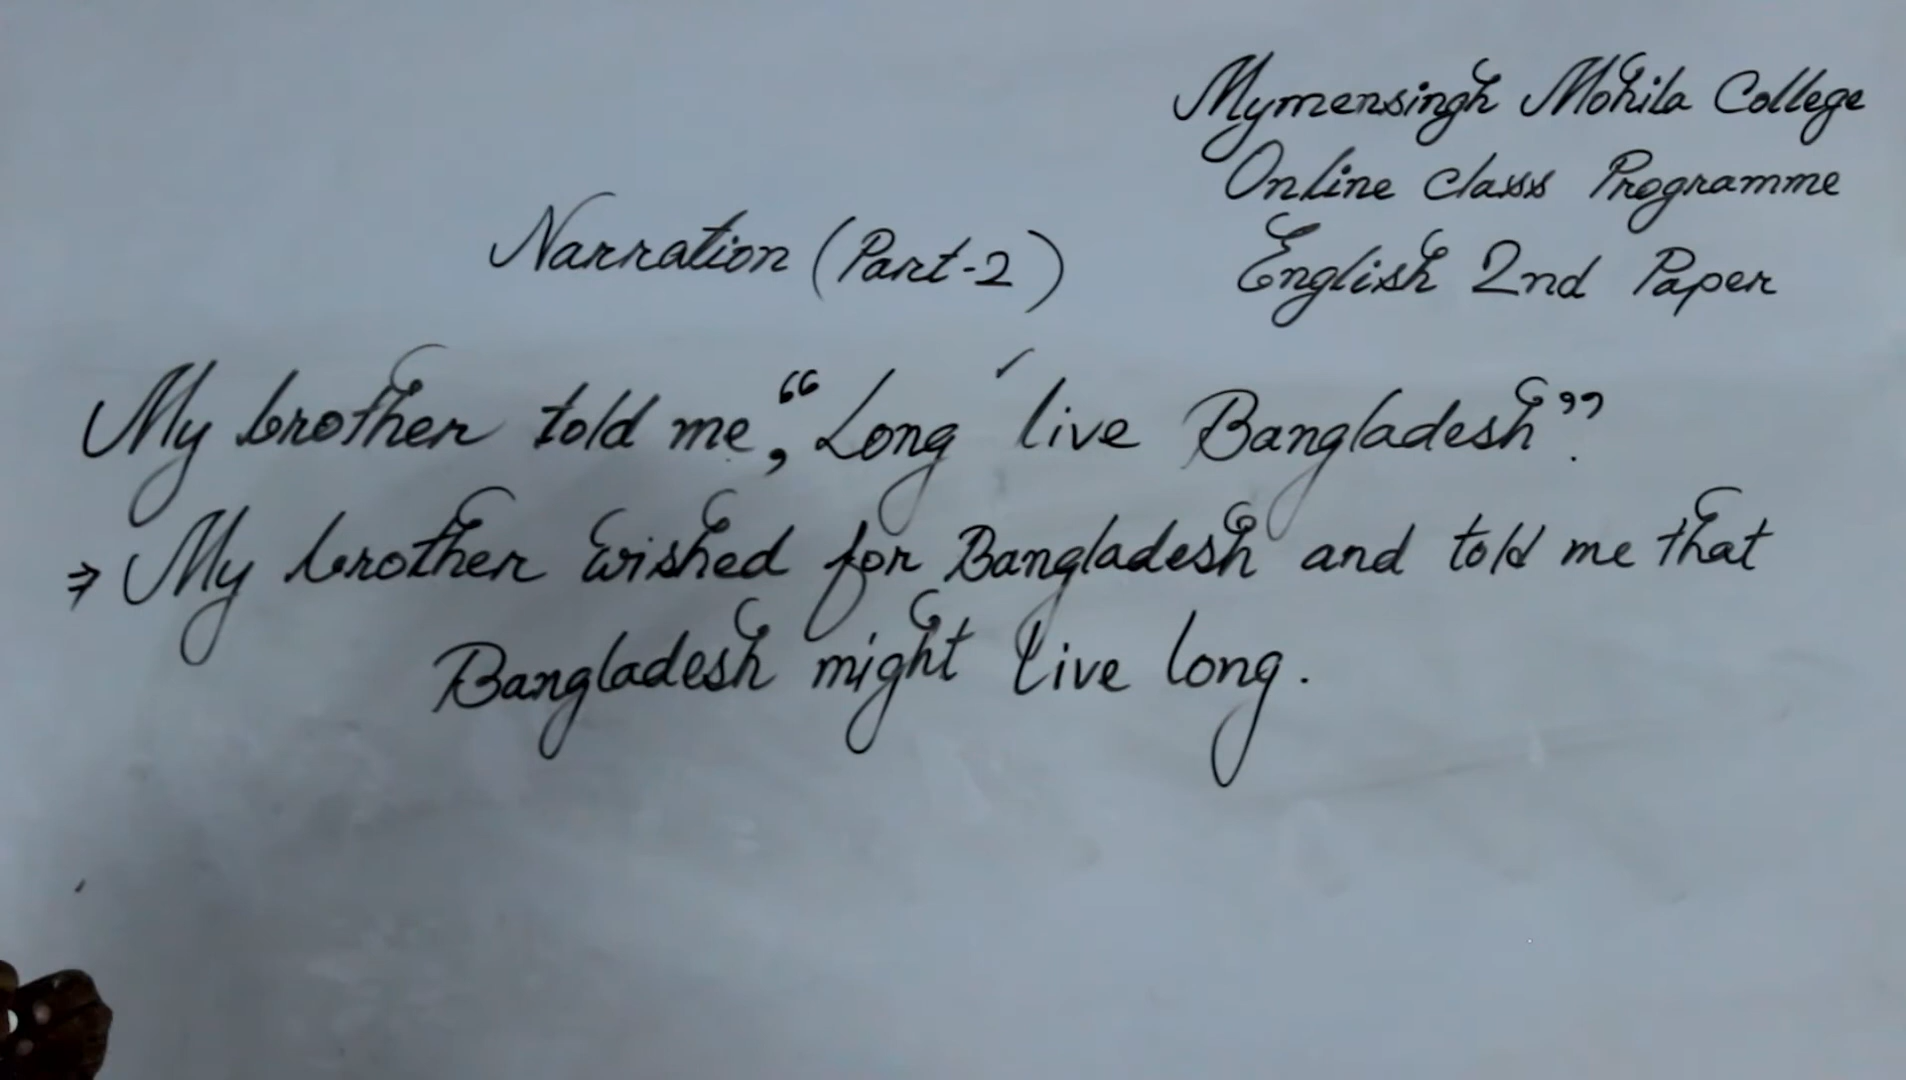 Mymensingh Mohila College
Online class Programme
English 2nd Paper
Narration (Part-2)
My brother told me, “Long live Bangladesh”.
⇒ My brother wished for Bangladesh and told me that
Bangladesh might live long.